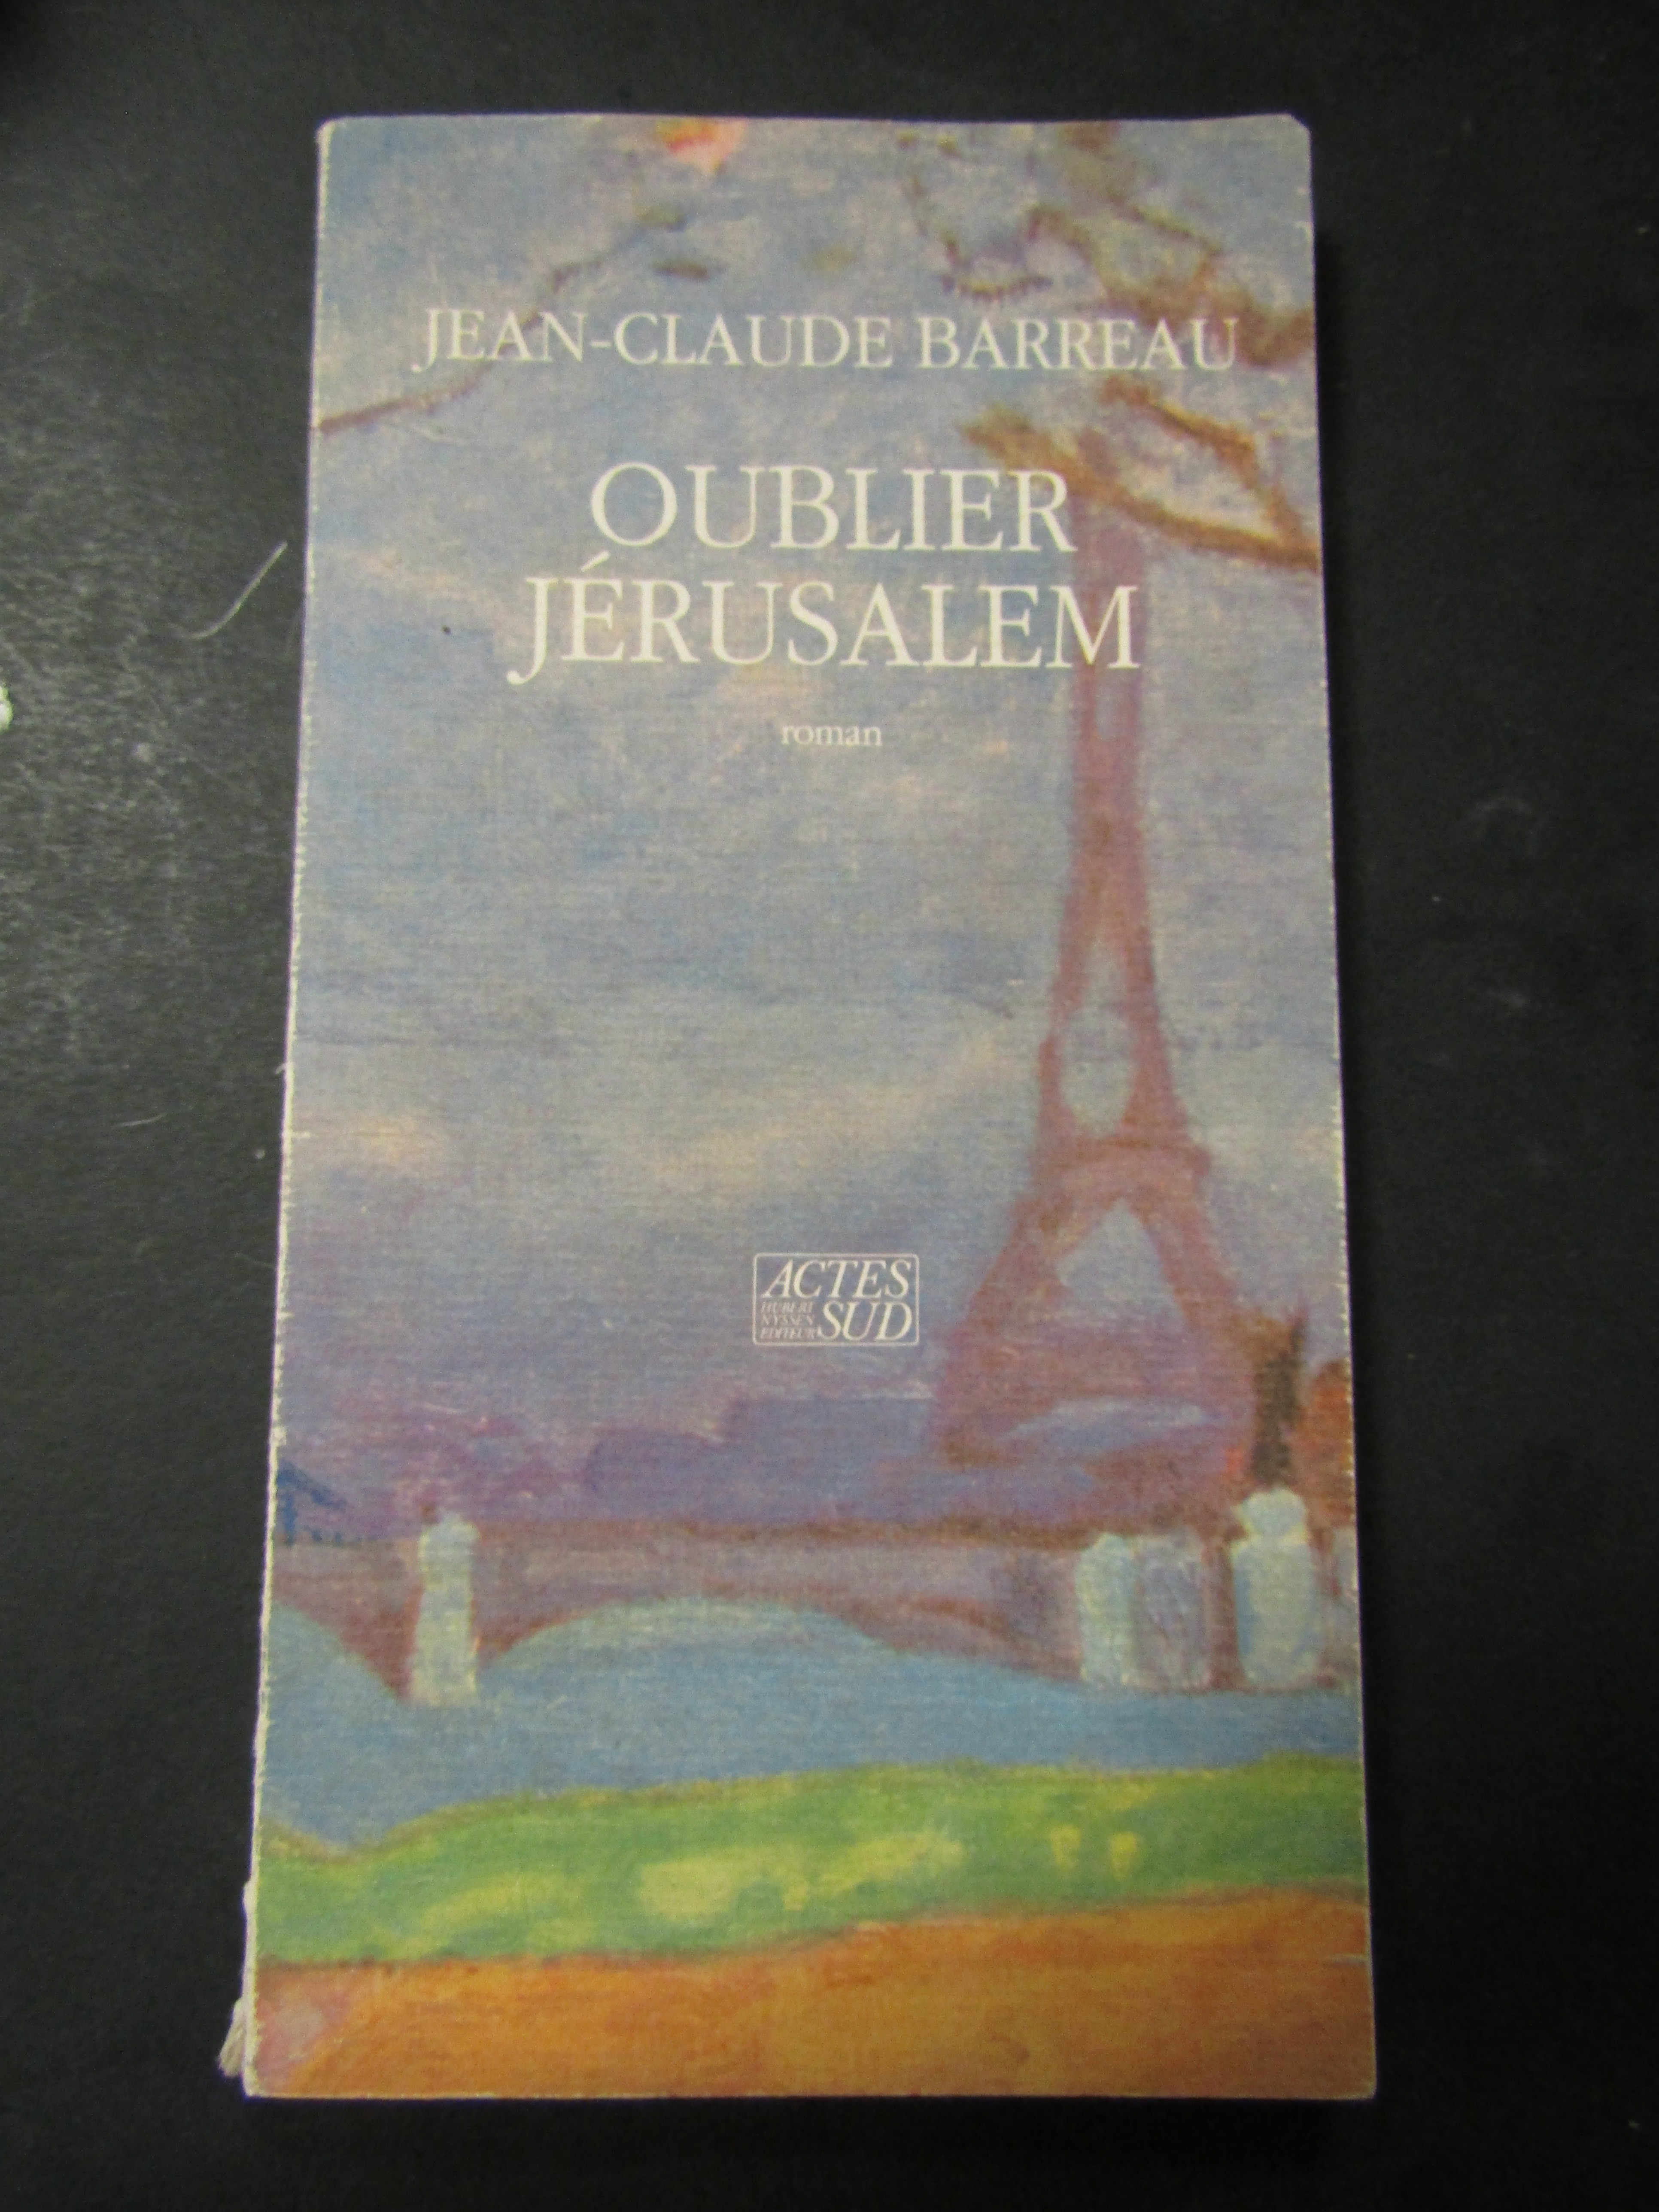 JEAN-CLAUDE BARREAU
OUBLIER
JÉRUSALEM
roman
ACTES
HUBERT
NYSSEN
EDITEUR
SUD